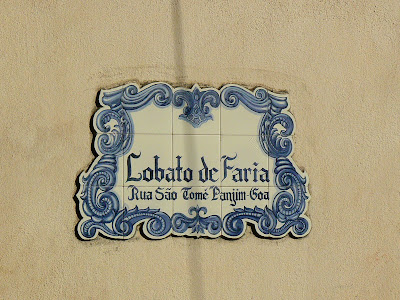 Lobato de Faria
Rua São Tomé Panjim-Goa